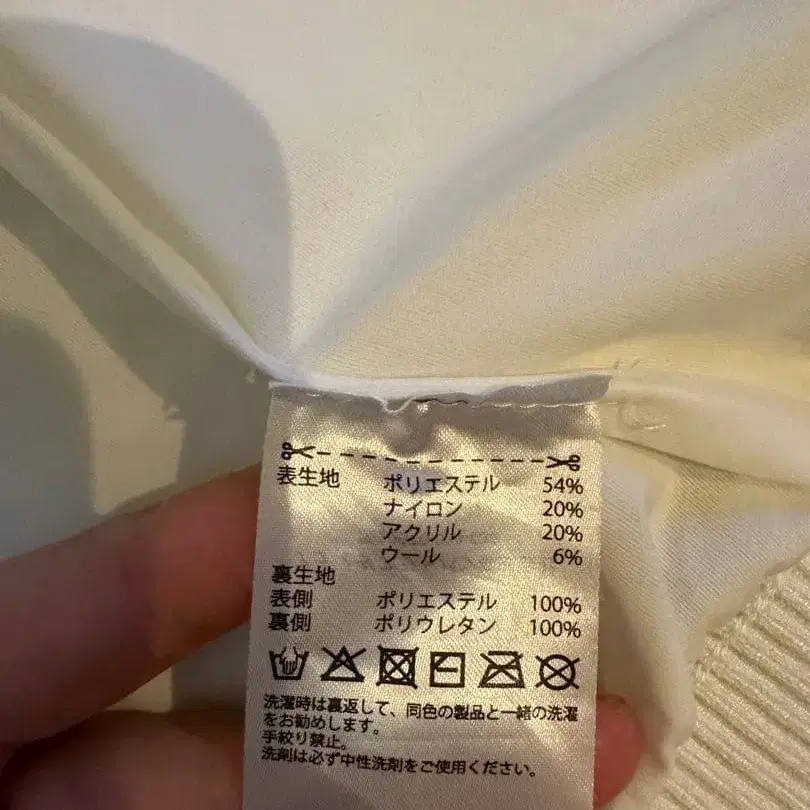 表生地 ポリエステル 54%
ナイロン 20%
アクリル 20%
ウール 6%
裏生地
表側 ポリエステル 100%
裏側 ポリウレタン 100%
洗濯時は裏返して、同色の製品と一緒の洗濯
をお勧めします。
手絞り禁止。
洗剤は必ず中性洗剤をご使用ください。